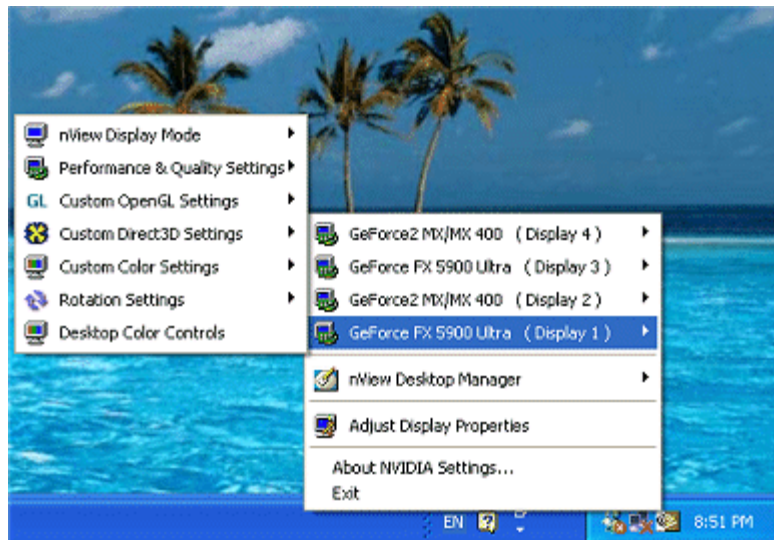 nView Display Mode
Performance & Quality Settings
GL Custom OpenGL Settings
Custom Direct3D Settings
Custom Color Settings
Rotation Settings
Desktop Color Controls
GeForce2 MX/MX 400 ( Display 4 )
GeForce FX 5900 Ultra ( Display 3 )
GeForce2 MX/MX 400 ( Display 2 )
GeForce FX 5900 Ultra ( Display 1 )
nView Desktop Manager
Adjust Display Properties
About NVIDIA Settings...
Exit
EN
8:51 PM